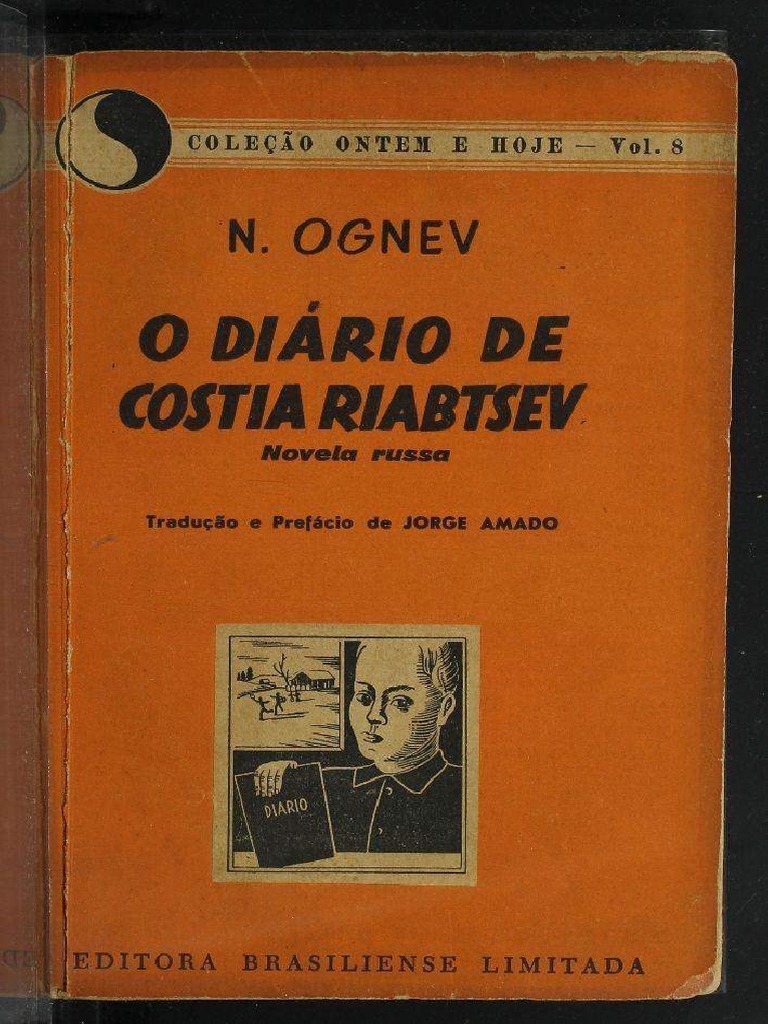 COLEÇÃO ONTEM E HOJE — Vol. 8
N. OGNEV
O DIÁRIO DE
COSTIA RIABTSEV
Novela russa
Tradução e Prefácio de JORGE AMADO
DIARIO
EDITORA BRASILIENSE LIMITADA